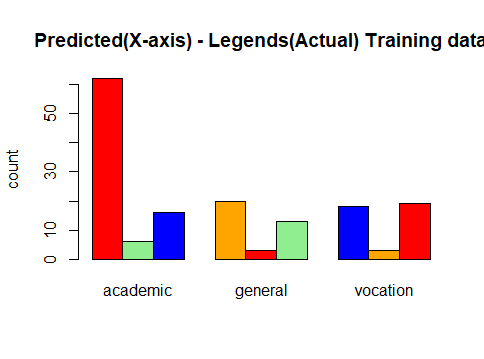 Predicted(X-axis) - Legends(Actual) Training data
count
50
30
10
0
academic general vocation